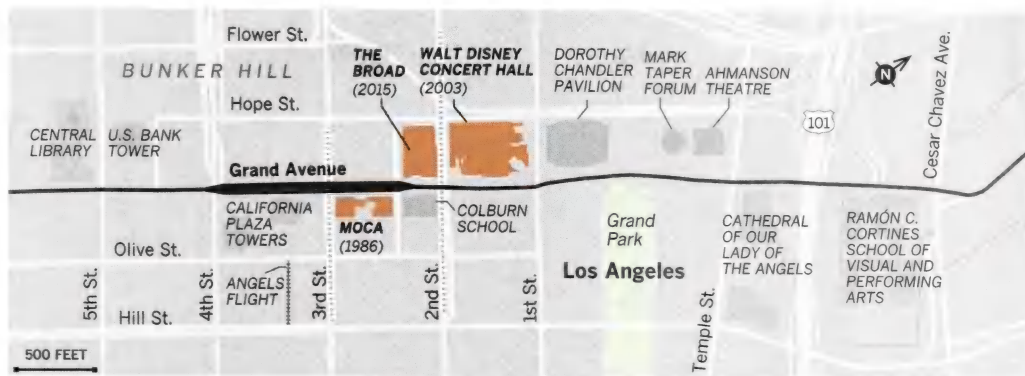 Flower St.
BUNKER HILL
Hope St.
THE
BROAD
(2015)
WALT DISNEY
CONCERT HALL
(2003)
DOROTHY
CHANDLER
PAVILION
MARK
TAPER
FORUM
AHMANSON
THEATRE
N
101
Cesar Chavez Ave.
CENTRAL
LIBRARY
U.S. BANK
TOWER
Grand Avenue
CALIFORNIA
PLAZA
TOWERS
MOCA
(1986)
COLBURN
SCHOOL
Grand
Park
CATHEDRAL
OF OUR
LADY OF
THE ANGELS
RAMÓN C.
CORTINES
SCHOOL OF
VISUAL AND
PERFORMING
ARTS
Olive St.
ANGELS
FLIGHT
Los Angeles
Hill St.
5th St.
4th St.
3rd St.
2nd St.
1st St.
Temple St.
500 FEET